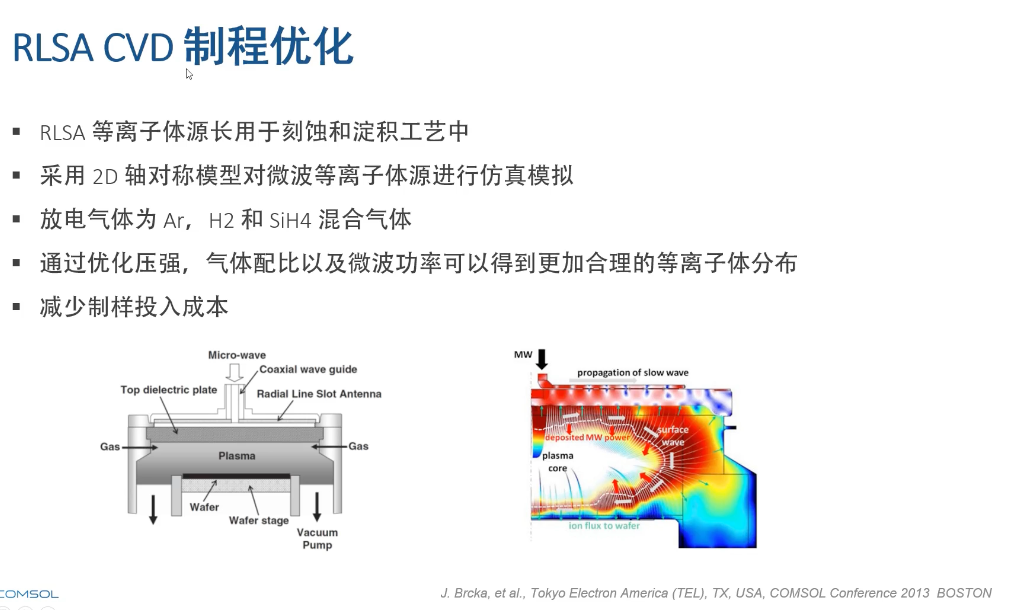 RLSA CVD 制程优化
RLSA 等离子体源长用于刻蚀和淀积工艺中
采用 2D 轴对称模型对微波等离子体源进行仿真模拟
放电气体为 Ar，H2 和 SiH4 混合气体
通过优化压强，气体配比以及微波功率可以得到更加合理的等离子体分布
减少制样投入成本
Micro-wave
Coaxial wave guide
Top dielectric plate
Radial Line Slot Antenna
Gas
Gas
Plasma
Wafer
Wafer stage
Vacuum
Pump
MW
propagation of slow wave
deposited MW power
surface
wave
plasma
core
ion flux to wafer
COMSOL
J. Brcka, et al., Tokyo Electron America (TEL), TX, USA, COMSOL Conference 2013 BOSTON